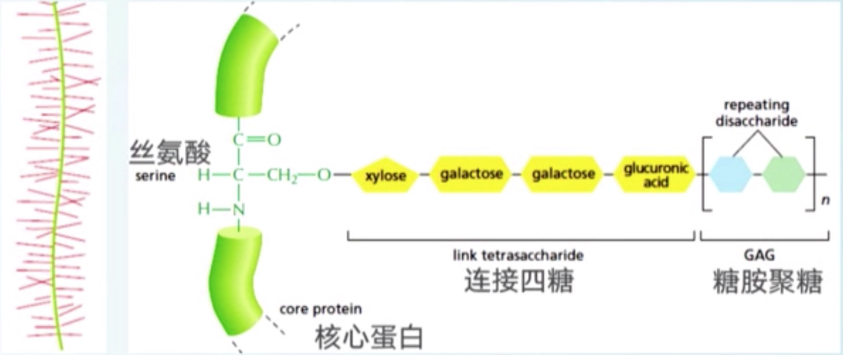 丝氨酸
serine
C=O
H—C—CH₂—O
H—N
xylose
galactose
galactose
glucuronic
acid
repeating
disaccharide
n
link tetrasaccharide
连接四糖
GAG
糖胺聚糖
core protein
核心蛋白